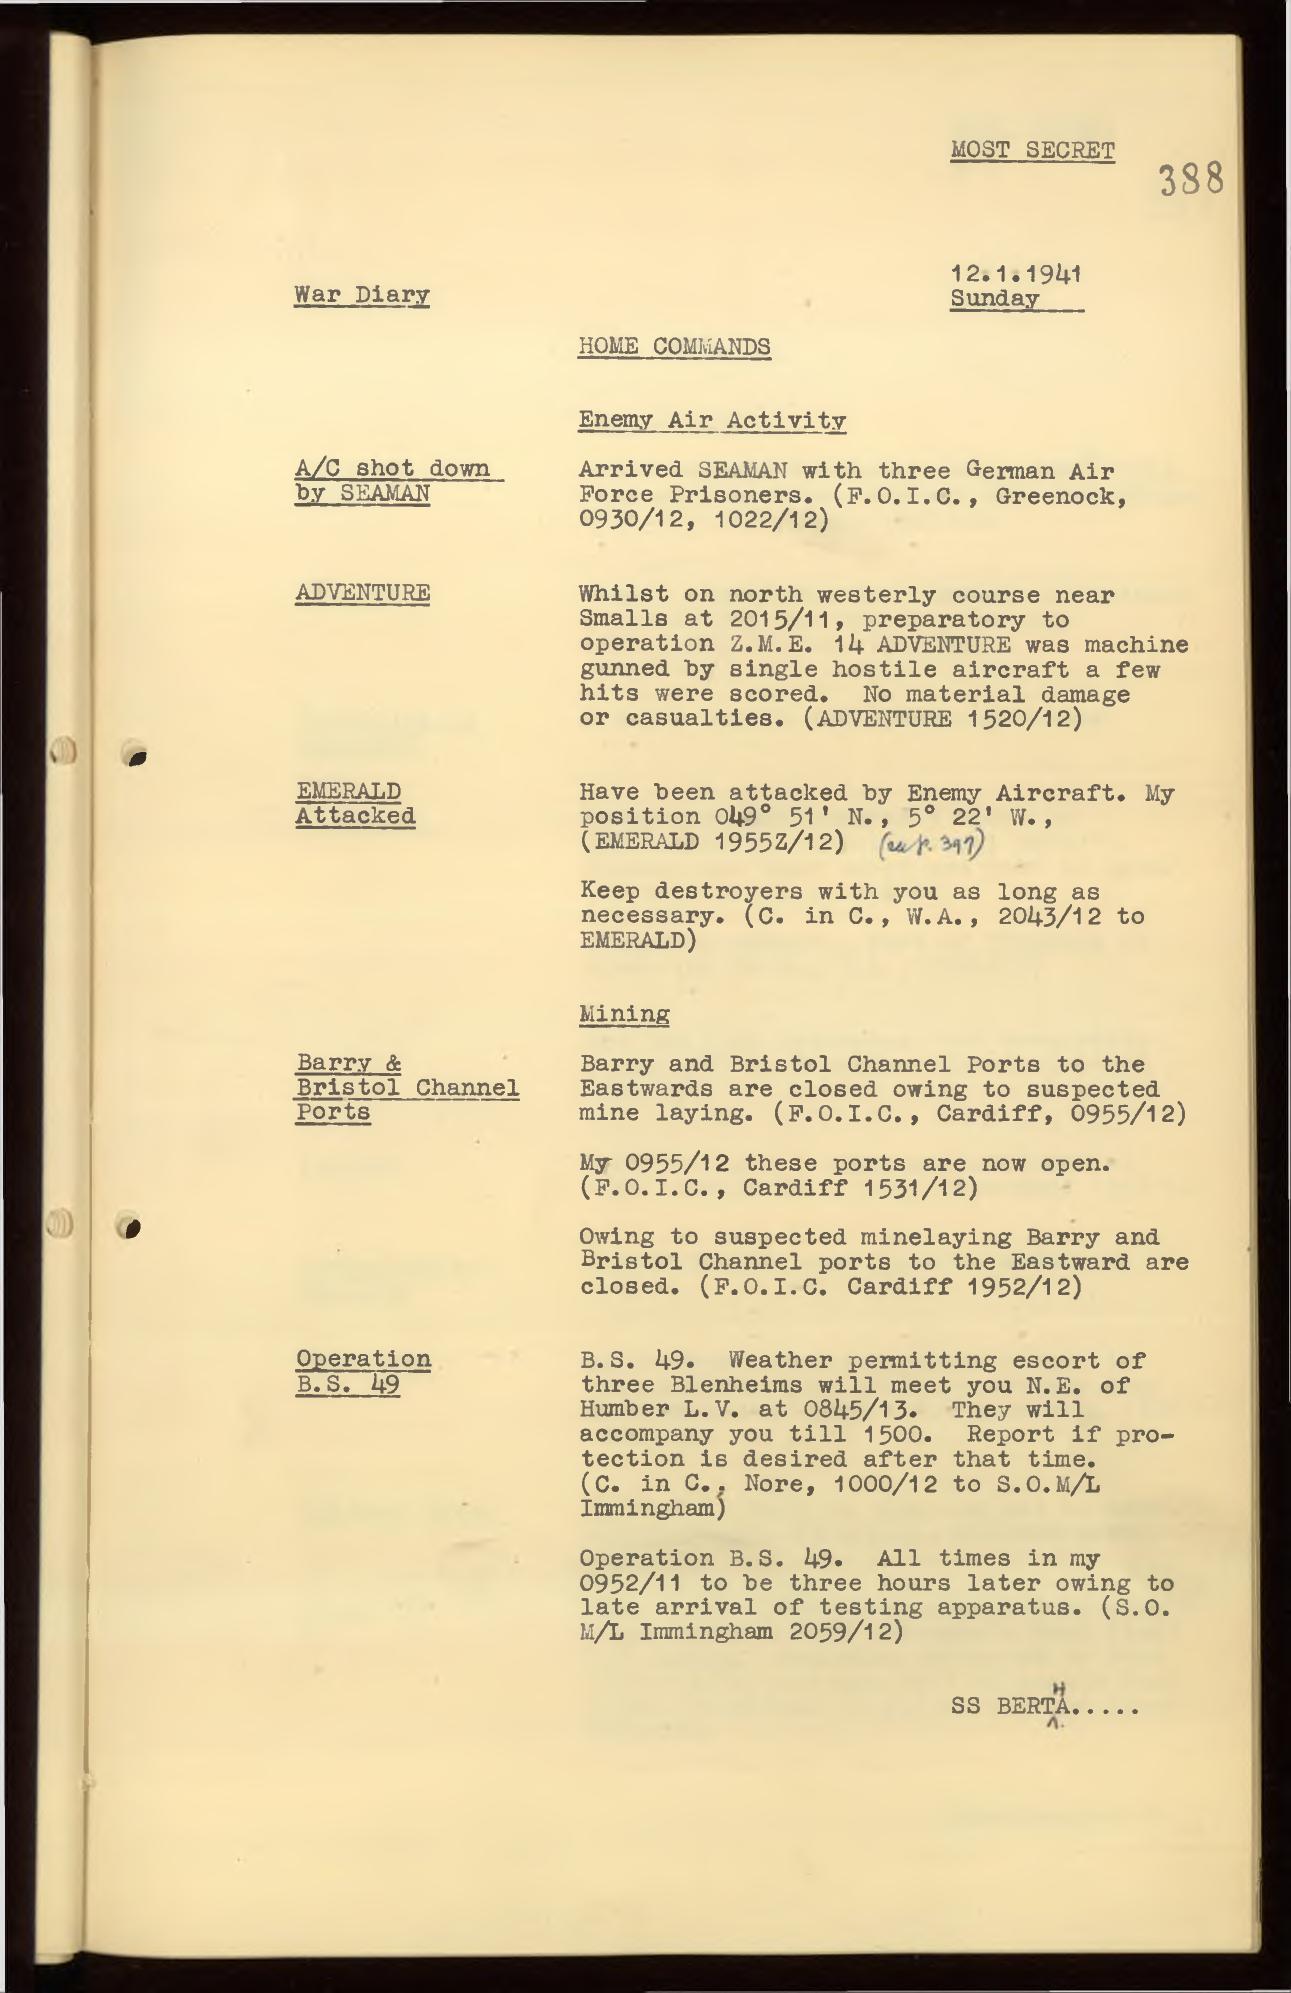 MOST SECRET
388
12.1.1941
War Diary
Sunday
HOME COMMANDS
Enemy Air Activity
A/C shot down
by SEAMAN
Arrived SEAMAN with three German Air
Force Prisoners. (F.O.I.C., Greenock,
0930/12, 1022/12)
ADVENTURE
Whilst on north westerly course near
Smalls at 2015/11, preparatory to
operation Z.M.E. 14 ADVENTURE was machine
gunned by single hostile aircraft a few
hits were scored. No material damage
or casualties. (ADVENTURE 1520/12)
EMERALD
Attacked
Have been attacked by Enemy Aircraft. My
position 049° 51' N., 5° 22' W.,
(EMERALD 1955Z/12) (see p. 397)
Keep destroyers with you as long as
necessary. (C. in C., W.A., 2043/12 to
EMERALD)
Mining
Barry &
Bristol Channel
Ports
Barry and Bristol Channel Ports to the
Eastwards are closed owing to suspected
mine laying. (F.O.I.C., Cardiff, 0955/12)
My 0955/12 these ports are now open.
(F.O.I.C., Cardiff 1531/12)
Owing to suspected minelaying Barry and
Bristol Channel ports to the Eastward are
closed. (F.O.I.C. Cardiff 1952/12)
Operation
B.S. 49
B.S. 49. Weather permitting escort of
three Blenheims will meet you N.E. of
Humber L.V. at 0845/13. They will
accompany you till 1500. Report if pro-
tection is desired after that time.
(C. in C., Nore, 1000/12 to S.O.M/L
Immingham)
Operation B.S. 49. All times in my
0952/11 to be three hours later owing to
late arrival of testing apparatus. (S.O.
M/L Immingham 2059/12)
SS BERTHA.....